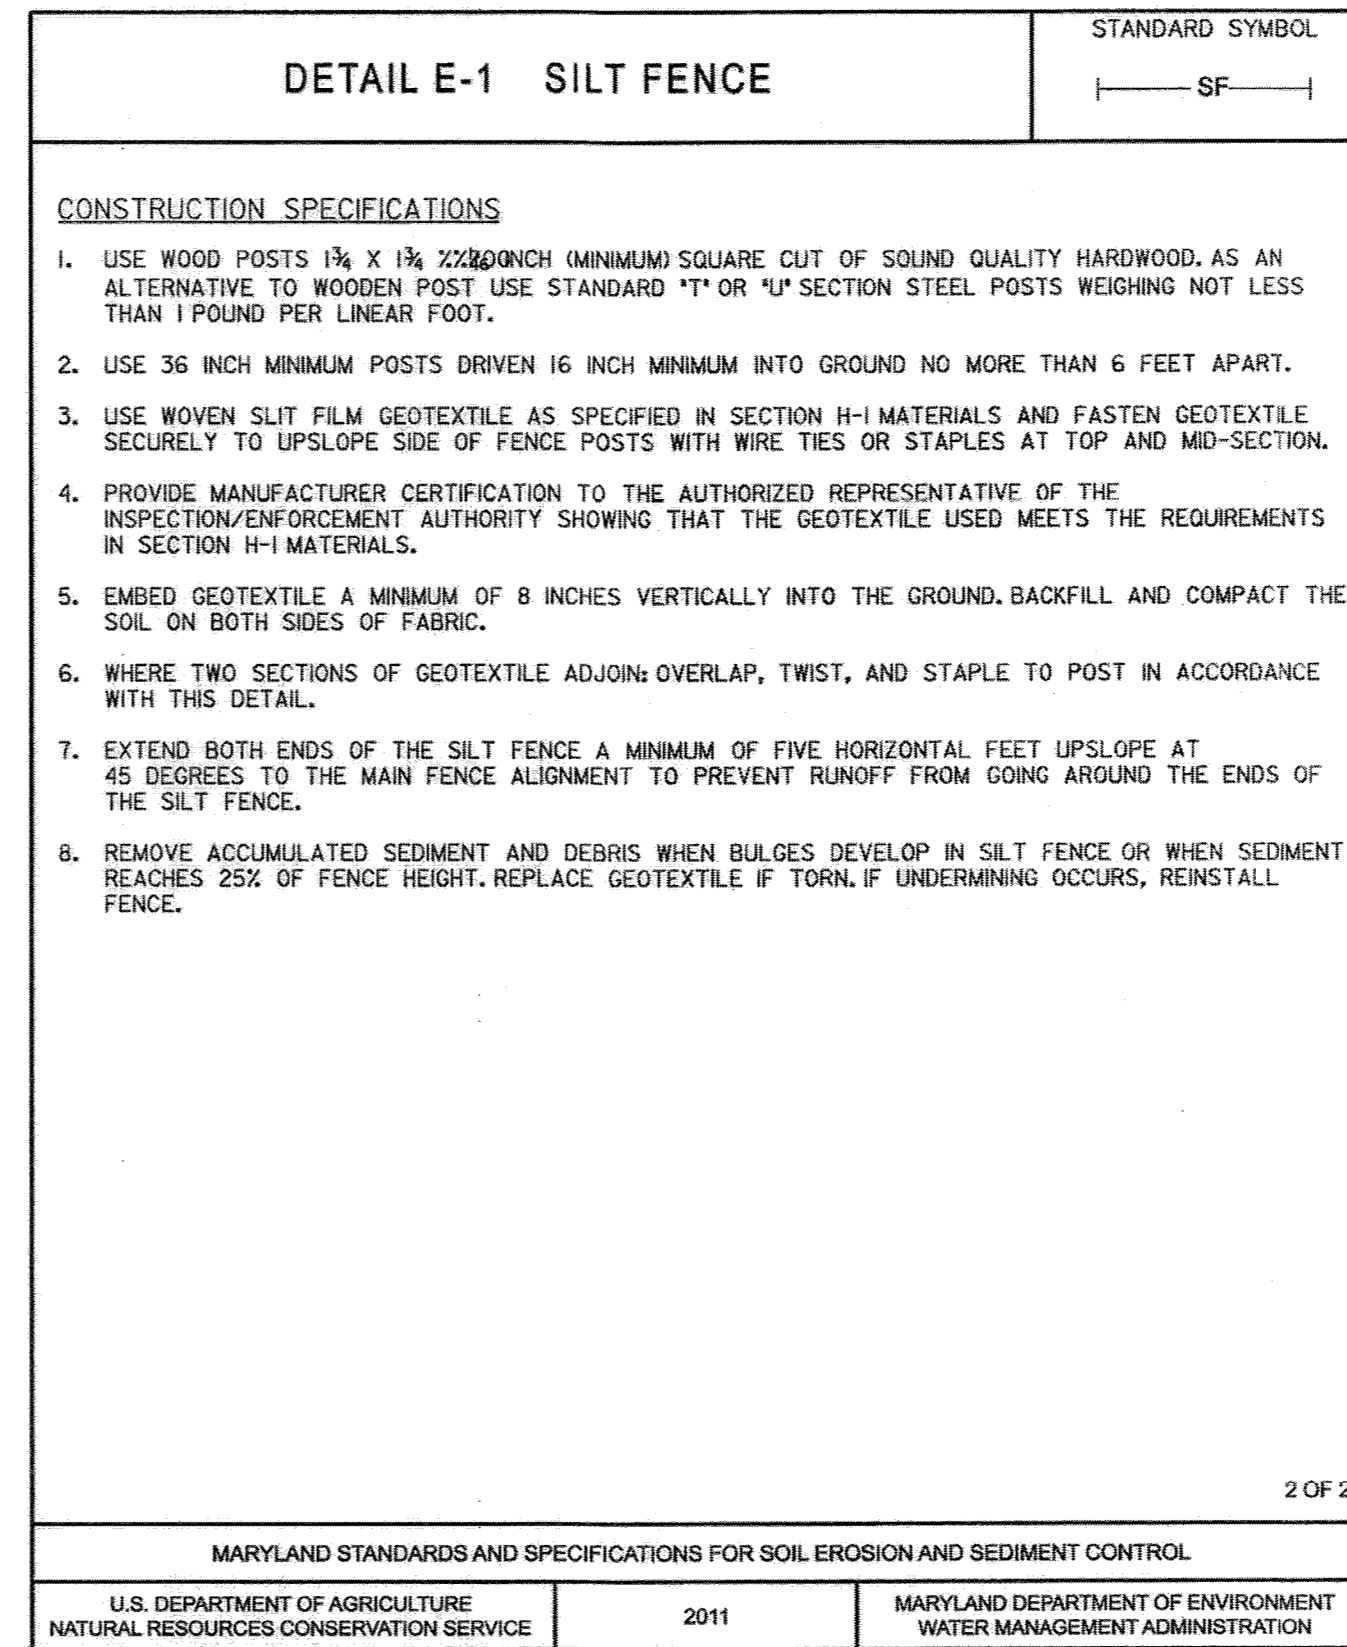 DETAIL E-1 SILT FENCE
STANDARD SYMBOL
|——— SF ———|
CONSTRUCTION SPECIFICATIONS
1. USE WOOD POSTS 1¾ X 1¾ INCH (MINIMUM) SQUARE CUT OF SOUND QUALITY HARDWOOD. AS AN
ALTERNATIVE TO WOODEN POST USE STANDARD "T" OR "U" SECTION STEEL POSTS WEIGHING NOT LESS
THAN 1 POUND PER LINEAR FOOT.
2. USE 36 INCH MINIMUM POSTS DRIVEN 16 INCH MINIMUM INTO GROUND NO MORE THAN 6 FEET APART.
3. USE WOVEN SLIT FILM GEOTEXTILE AS SPECIFIED IN SECTION H-1 MATERIALS AND FASTEN GEOTEXTILE
SECURELY TO UPSLOPE SIDE OF FENCE POSTS WITH WIRE TIES OR STAPLES AT TOP AND MID-SECTION.
4. PROVIDE MANUFACTURER CERTIFICATION TO THE AUTHORIZED REPRESENTATIVE OF THE
INSPECTION/ENFORCEMENT AUTHORITY SHOWING THAT THE GEOTEXTILE USED MEETS THE REQUIREMENTS
IN SECTION H-1 MATERIALS.
5. EMBED GEOTEXTILE A MINIMUM OF 8 INCHES VERTICALLY INTO THE GROUND. BACKFILL AND COMPACT THE
SOIL ON BOTH SIDES OF FABRIC.
6. WHERE TWO SECTIONS OF GEOTEXTILE ADJOIN: OVERLAP, TWIST, AND STAPLE TO POST IN ACCORDANCE
WITH THIS DETAIL.
7. EXTEND BOTH ENDS OF THE SILT FENCE A MINIMUM OF FIVE HORIZONTAL FEET UPSLOPE AT
45 DEGREES TO THE MAIN FENCE ALIGNMENT TO PREVENT RUNOFF FROM GOING AROUND THE ENDS OF
THE SILT FENCE.
8. REMOVE ACCUMULATED SEDIMENT AND DEBRIS WHEN BULGES DEVELOP IN SILT FENCE OR WHEN SEDIMENT
REACHES 25% OF FENCE HEIGHT. REPLACE GEOTEXTILE IF TORN. IF UNDERMINING OCCURS, REINSTALL
FENCE.
2 OF 2
MARYLAND STANDARDS AND SPECIFICATIONS FOR SOIL EROSION AND SEDIMENT CONTROL
U.S. DEPARTMENT OF AGRICULTURE
NATURAL RESOURCES CONSERVATION SERVICE
2011
MARYLAND DEPARTMENT OF ENVIRONMENT
WATER MANAGEMENT ADMINISTRATION